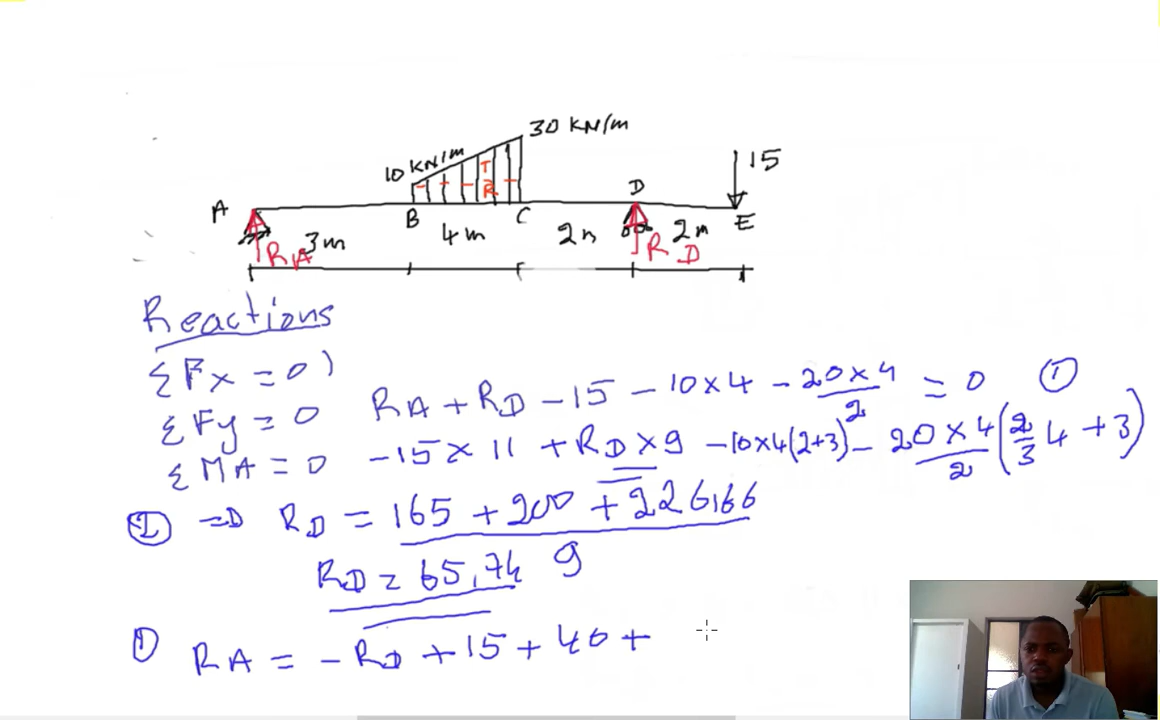 30 KN/m
10 KN/m
15
T
R
A B C D E
3m 4m 2m 2m
RA RD
Reactions
ΣFx = 0)
ΣFy = 0 RA + RD - 15 - 10×4 - 20×4/2 = 0 ①
ΣMA = 0 -15 × 11 + RD × 9 - 10×4(2+3) - 20×4/2 (2/3 4 + 3)
② => RD = 165 + 200 + 226,66 / 9
RD = 65,74
① RA = - RD + 15 + 40 +